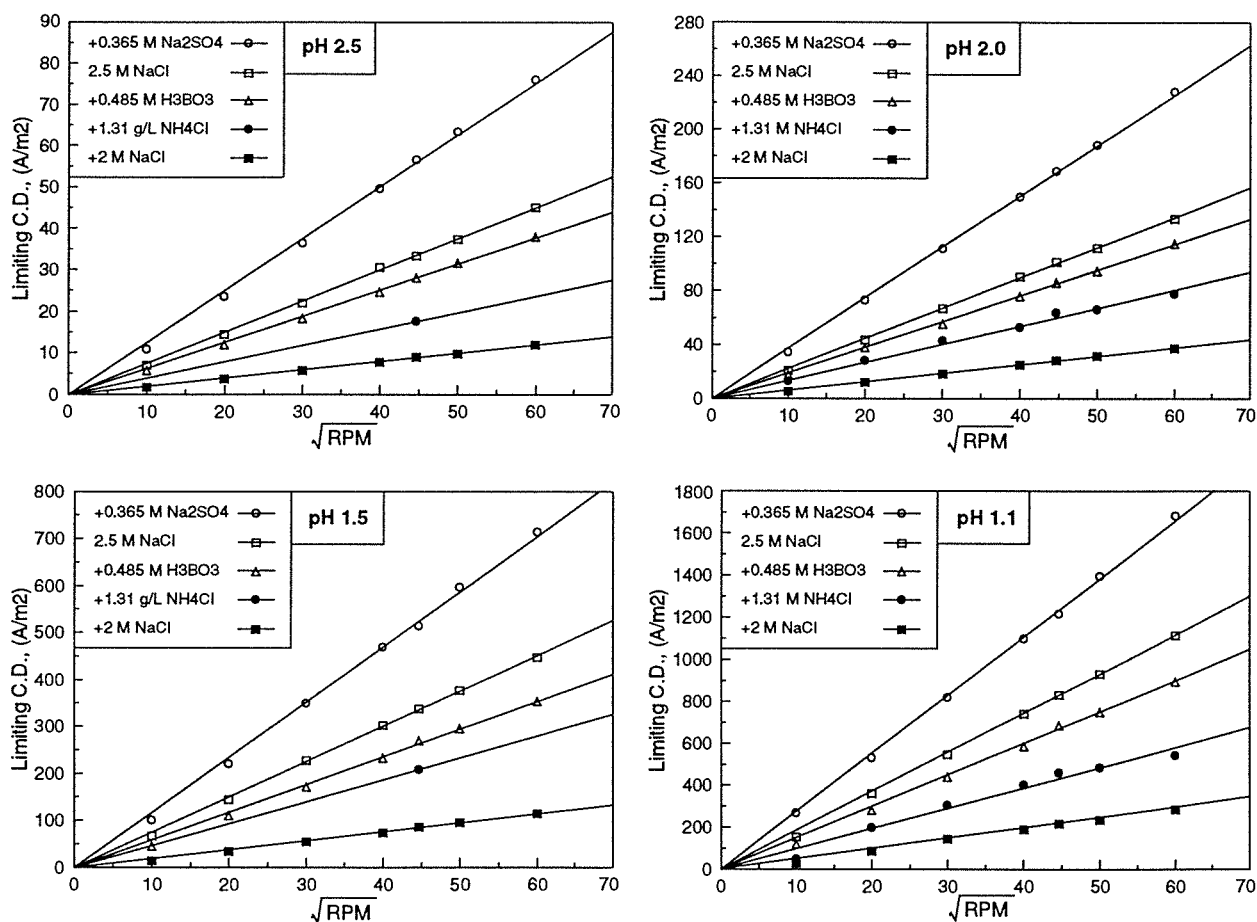 90
80
70
60
50
40
30
20
10
0
Limiting C.D., (A/m2)
+0.365 M Na2SO4
2.5 M NaCl
+0.485 M H3BO3
+1.31 g/L NH4Cl
+2 M NaCl
pH 2.5
0 10 20 30 40 50 60 70
√RPM
280
240
200
160
120
80
40
0
Limiting C.D., (A/m2)
+0.365 M Na2SO4
2.5 M NaCl
+0.485 M H3BO3
+1.31 M NH4Cl
+2 M NaCl
pH 2.0
0 10 20 30 40 50 60 70
√RPM
800
700
600
500
400
300
200
100
0
Limiting C.D., (A/m2)
+0.365 M Na2SO4
2.5 M NaCl
+0.485 M H3BO3
+1.31 g/L NH4Cl
+2 M NaCl
pH 1.5
0 10 20 30 40 50 60 70
√RPM
1800
1600
1400
1200
1000
800
600
400
200
0
Limiting C.D., (A/m2)
+0.365 M Na2SO4
2.5 M NaCl
+0.485 M H3BO3
+1.31 M NH4Cl
+2 M NaCl
pH 1.1
0 10 20 30 40 50 60 70
√RPM